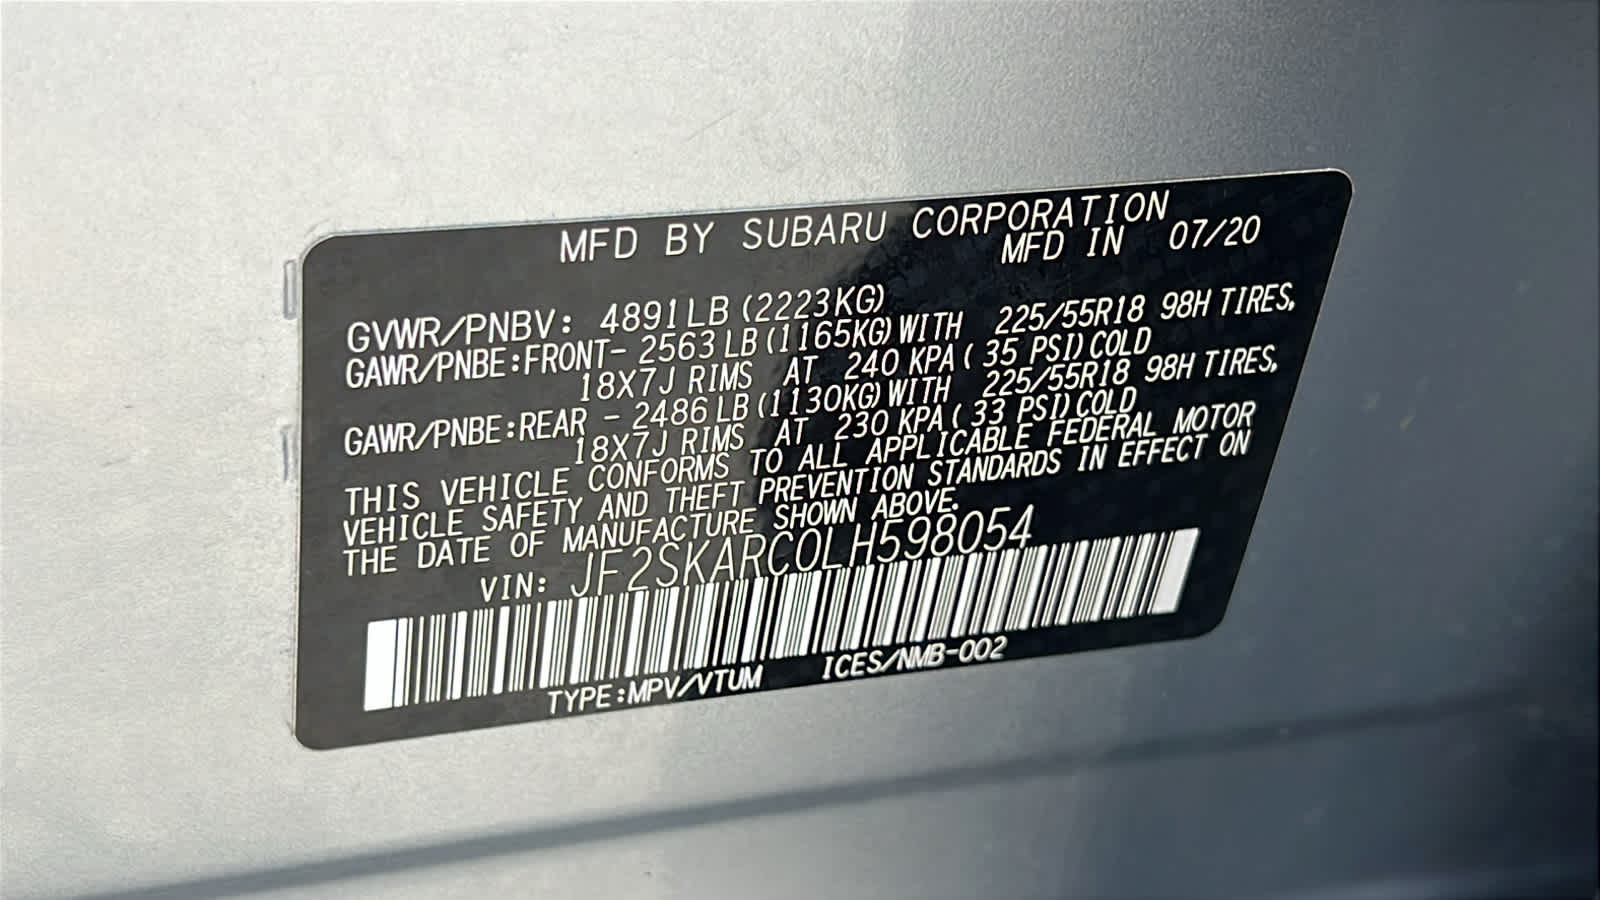 MFD BY SUBARU CORPORATION
MFD IN 07/20
GVWR/PNBV: 4891LB (2223KG)
GAWR/PNBE:FRONT- 2563 LB (1165KG) WITH 225/55R18 98H TIRES,
18X7J RIMS AT 240 KPA ( 35 PSI) COLD
GAWR/PNBE:REAR - 2486 LB (1130KG) WITH 225/55R18 98H TIRES,
18X7J RIMS AT 230 KPA ( 33 PSI) COLD
THIS VEHICLE CONFORMS TO ALL APPLICABLE FEDERAL MOTOR
VEHICLE SAFETY AND THEFT PREVENTION STANDARDS IN EFFECT ON
THE DATE OF MANUFACTURE SHOWN ABOVE.
VIN: JF2SKARC0LH598054
TYPE:MPV/VTUM ICES/NMB-002